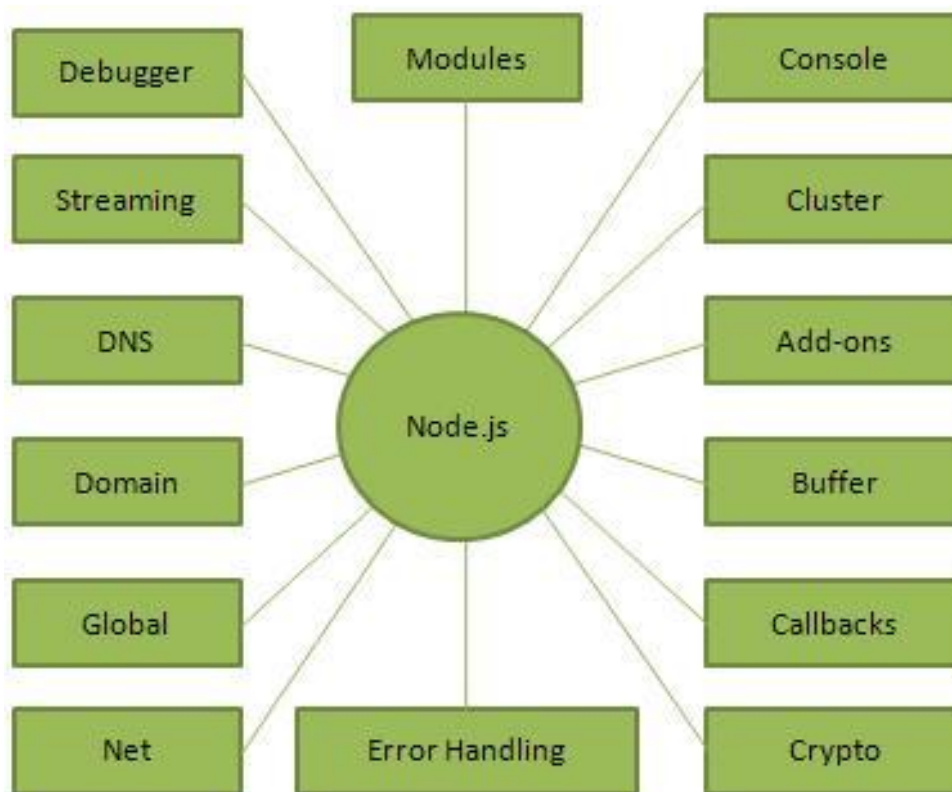 Debugger
Modules
Console
Streaming
Cluster
DNS
Add-ons
Node.js
Domain
Buffer
Global
Callbacks
Net
Error Handling
Crypto